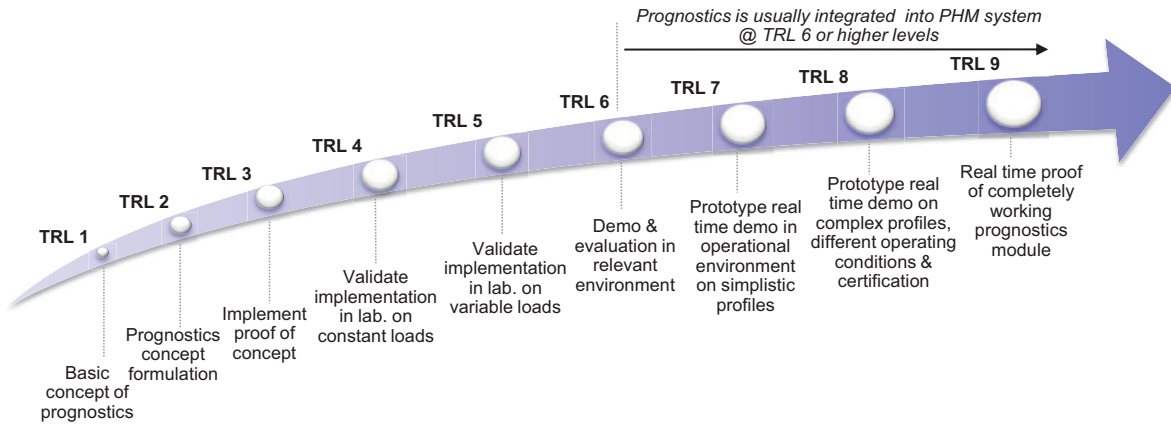 Prognostics is usually integrated  into PHM system
@ TRL 6 or higher levels
TRL 1
TRL 2
TRL 3
TRL 4
TRL 5
TRL 6
TRL 7
TRL 8
TRL 9
Basic
concept of
prognostics
Prognostics
concept
formulation
Implement
proof of
concept
Validate
implementation
in lab. on
constant loads
Validate
implementation
in lab. on
variable loads
Demo &
evaluation in
relevant
environment
Prototype real
time demo in
operational
environment
on simplistic
profiles
Prototype real
time demo on
complex profiles,
different operating
conditions &
certification
Real time proof
of completely
working
prognostics
module